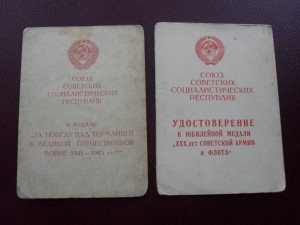 СОЮЗ
СОВЕТСКИХ
СОЦИАЛИСТИЧЕСКИХ
РЕСПУБЛИК
К МЕДАЛИ
„ЗА ПОБЕДУ НАД ГЕРМАНИЕЙ
В ВЕЛИКОЙ ОТЕЧЕСТВЕННОЙ
ВОЙНЕ 1941—1945 гг."
СОЮЗ
СОВЕТСКИХ
СОЦИАЛИСТИЧЕСКИХ
РЕСПУБЛИК
УДОСТОВЕРЕНИЕ
К ЮБИЛЕЙНОЙ МЕДАЛИ
„XXX лет СОВЕТСКОЙ АРМИИ
И ФЛОТА"